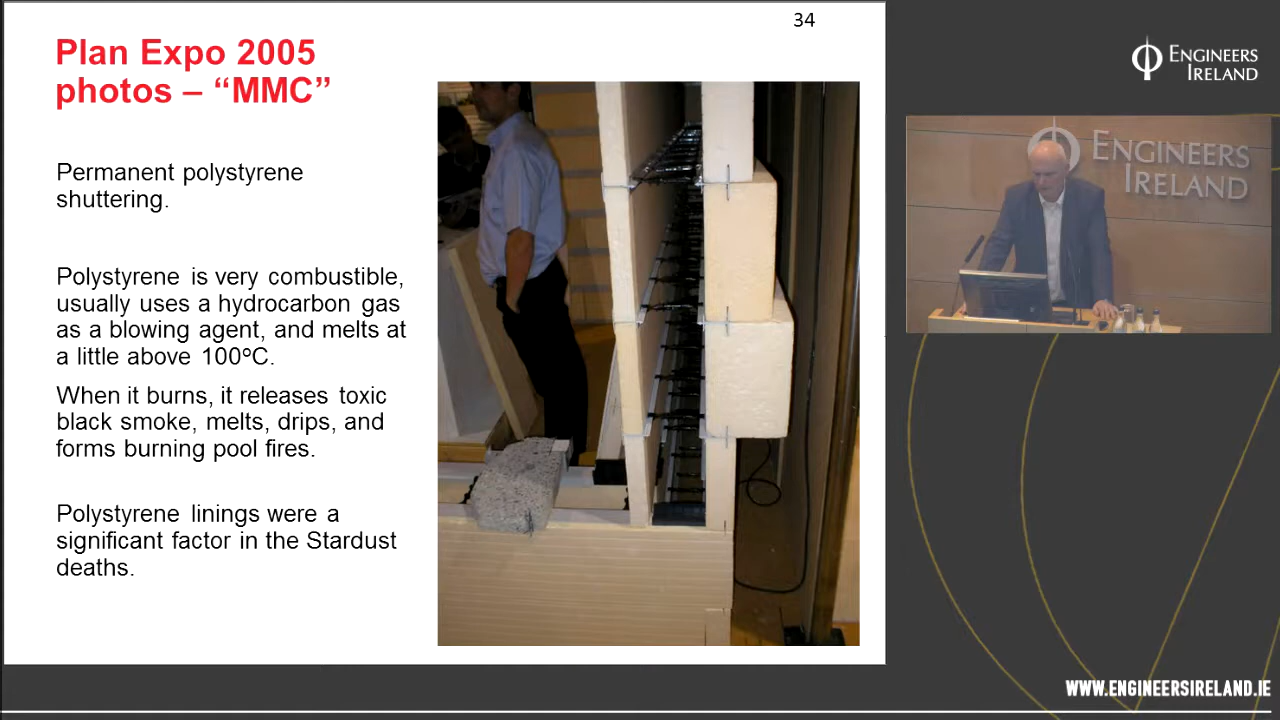 34
Plan Expo 2005
photos – “MMC”
Permanent polystyrene
shuttering.
Polystyrene is very combustible,
usually uses a hydrocarbon gas
as a blowing agent, and melts at
a little above 100ºC.
When it burns, it releases toxic
black smoke, melts, drips, and
forms burning pool fires.
Polystyrene linings were a
significant factor in the Stardust
deaths.
ENGINEERS
IRELAND
ENGINEERS
IRELAND
WWW.ENGINEERSIRELAND.IE